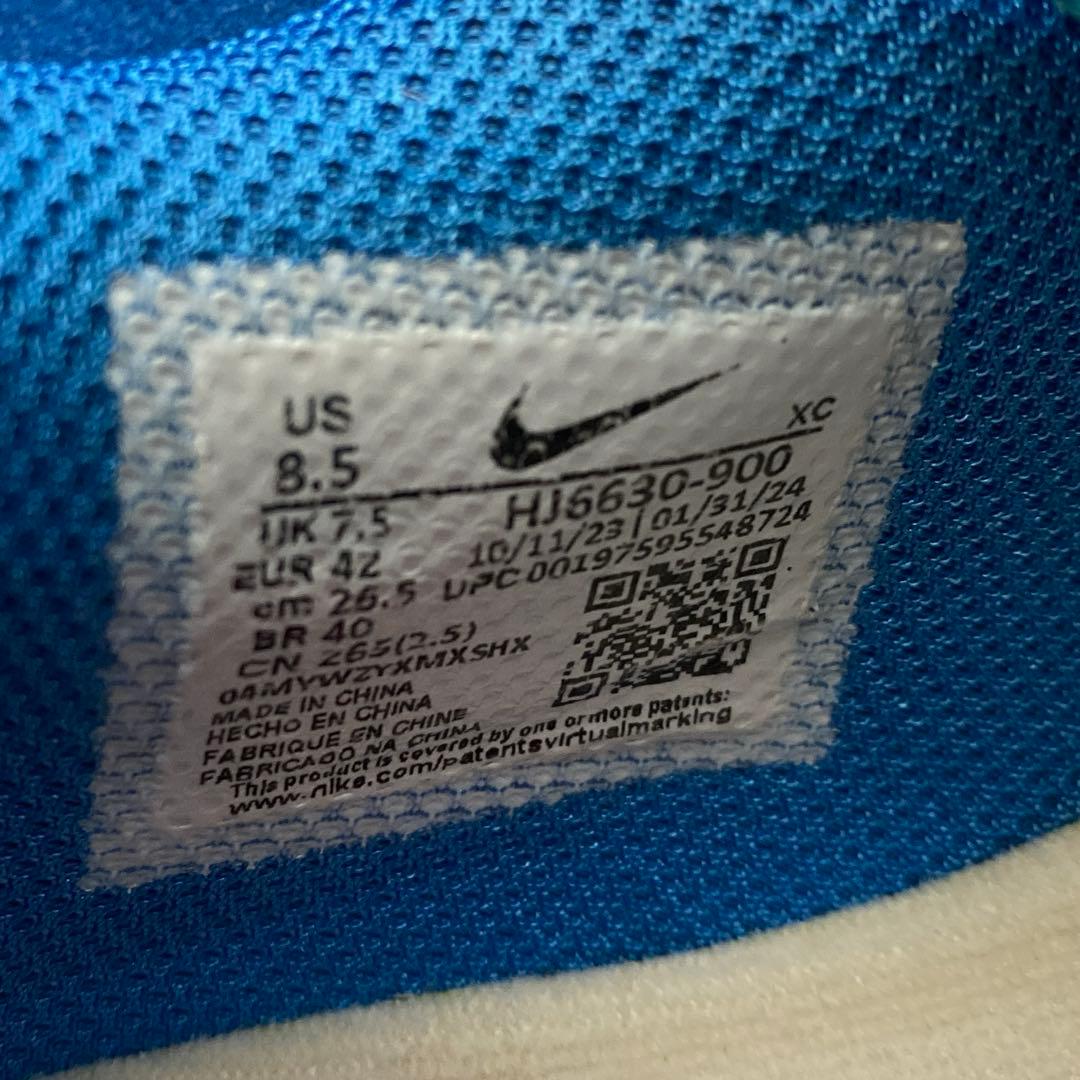 US
8.5
XC
UK 7.5
HJ6630-900
EUR 42
10/11/23 | 01/31/24
cm 26.5
UPC 00197595548724
BR 40
CN 265(2.5)
04MYWZYXMXSHX
MADE IN CHINA
HECHO EN CHINA
FABRIQUE EN CHINE
FABRICADO NA CHINA
This product is covered by one or more patents:
www.nike.com/patentsvirtualmarking